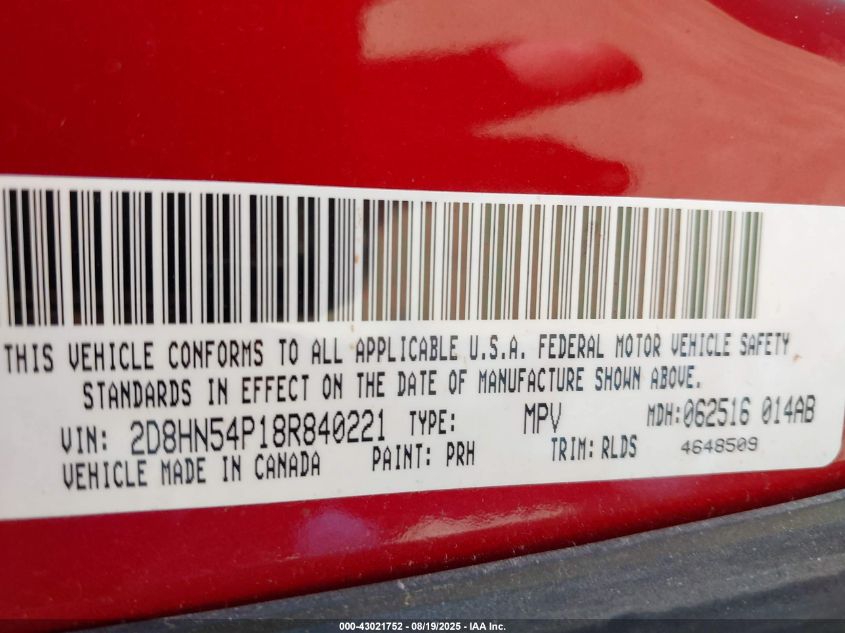 THIS VEHICLE CONFORMS TO ALL APPLICABLE U.S.A. FEDERAL MOTOR VEHICLE SAFETY
STANDARDS IN EFFECT ON THE DATE OF MANUFACTURE SHOWN ABOVE.
VIN: 2D8HN54P18R840221 TYPE: MPV MDH:062516 014AB
VEHICLE MADE IN CANADA PAINT: PRH TRIM: RLDS 4648509
000-43021752 - 08/19/2025 - IAA Inc.